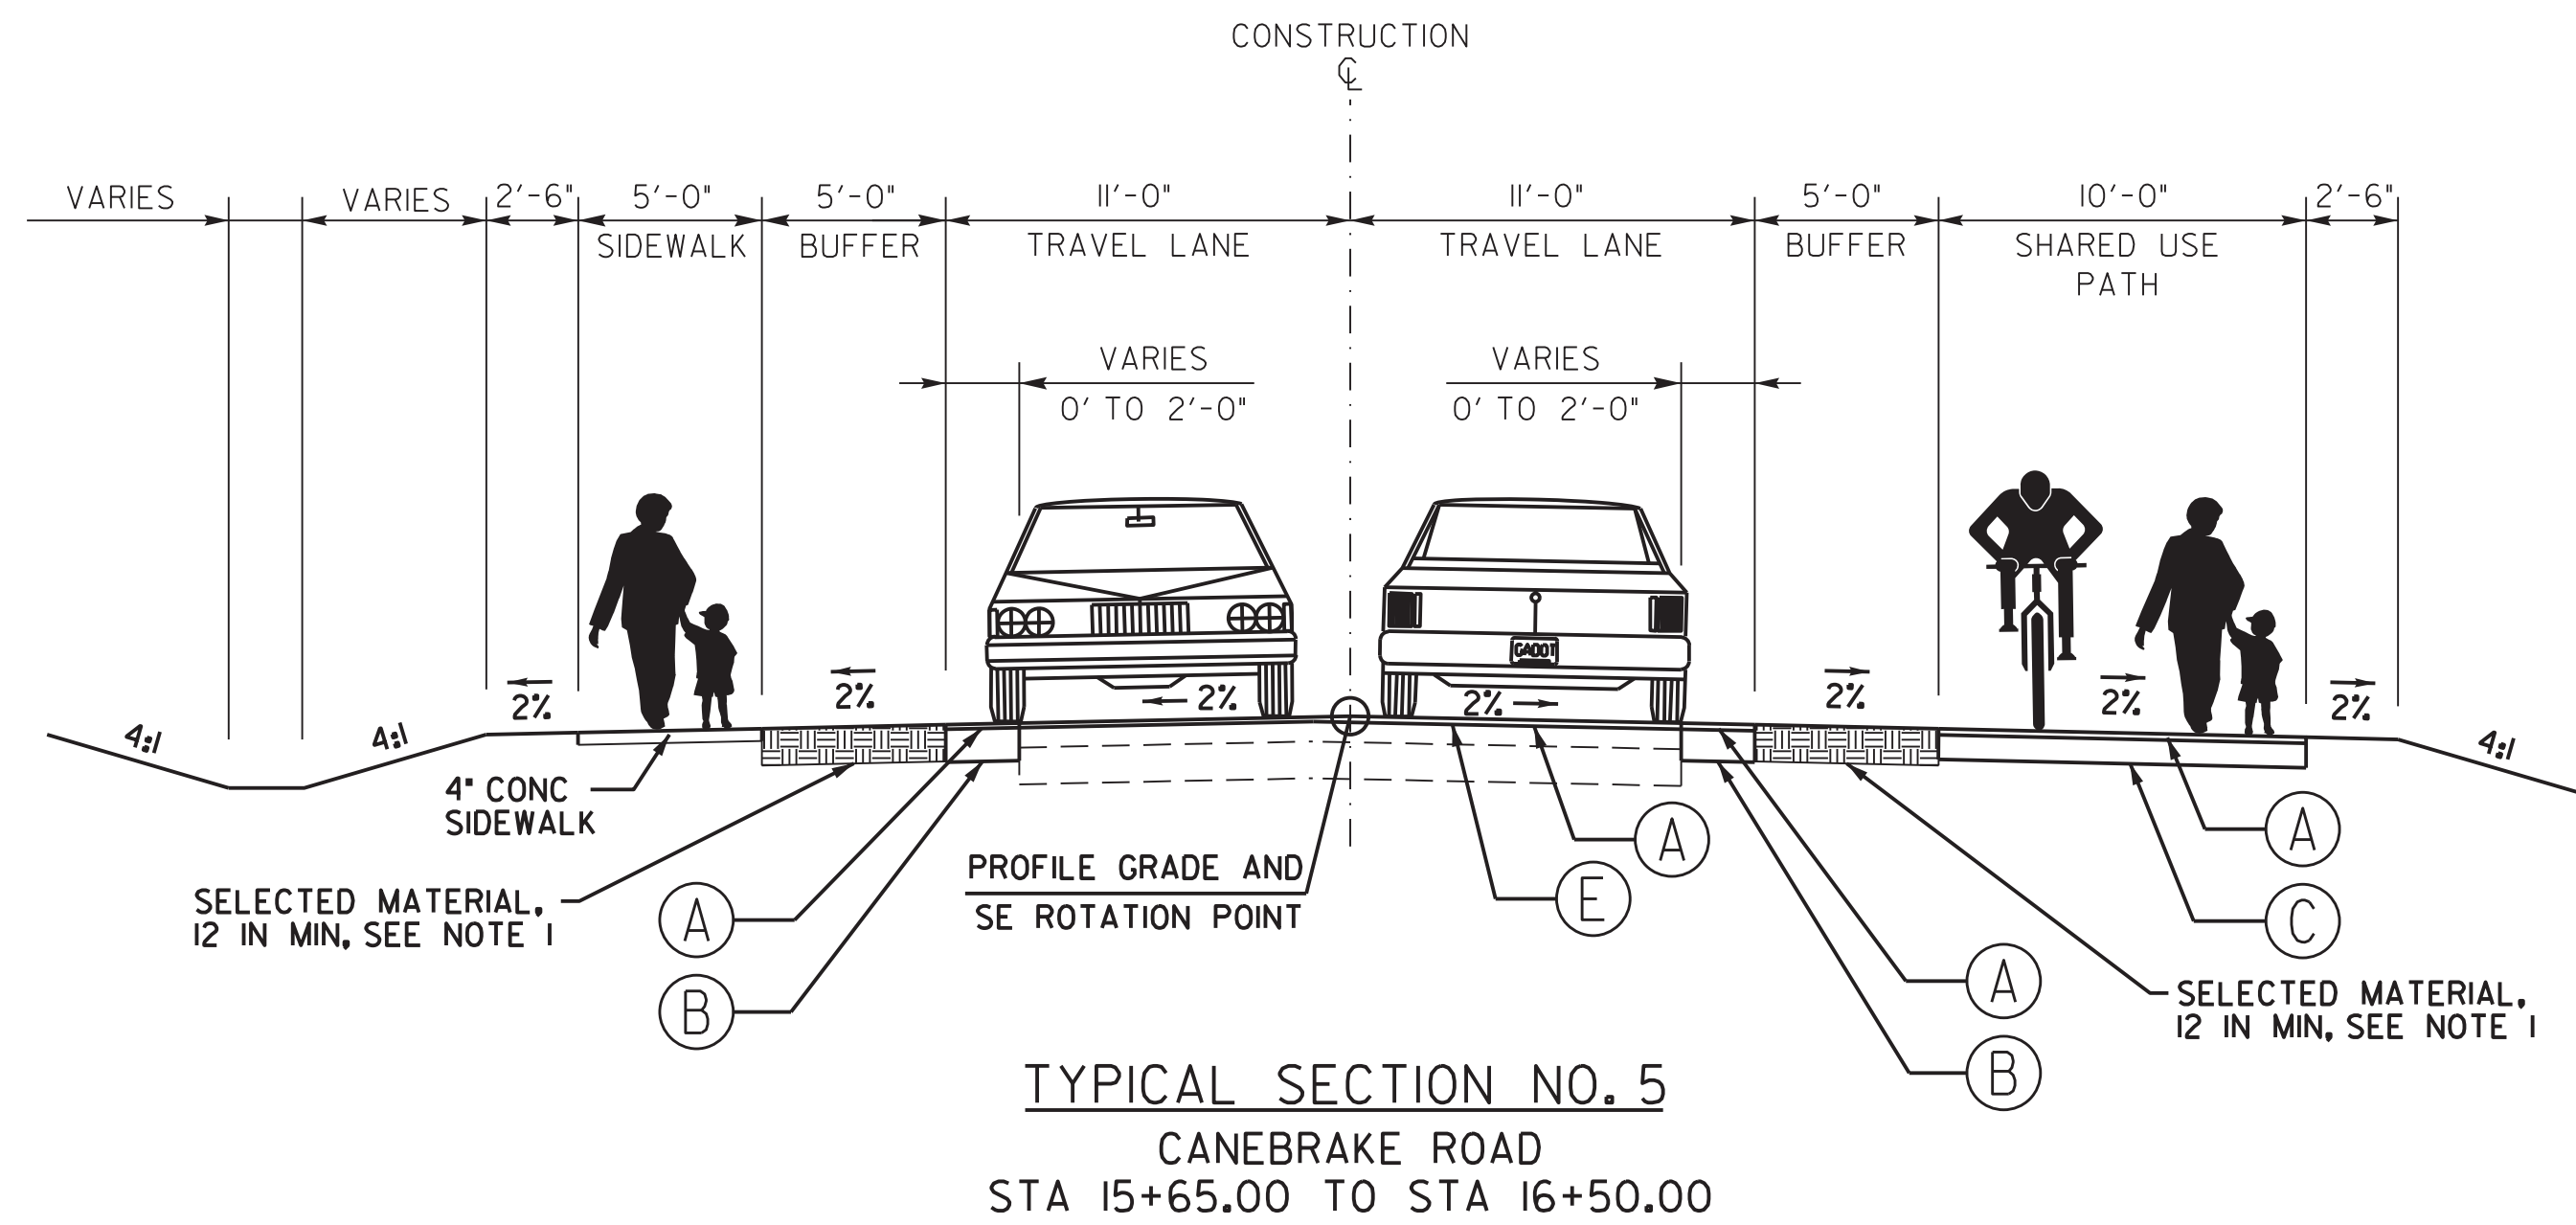 CONSTRUCTION
℄
VARIES
VARIES
2'-6"
5'-0"
5'-0"
11'-0"
11'-0"
5'-0"
10'-0"
2'-6"
SIDEWALK
BUFFER
TRAVEL LANE
TRAVEL LANE
BUFFER
SHARED USE
PATH
VARIES
0' TO 2'-0"
VARIES
0' TO 2'-0"
GADOT
2%
2%
2%
2%
2%
2%
2%
4:1
4:1
4:1
4" CONC
SIDEWALK
SELECTED MATERIAL,
12 IN MIN, SEE NOTE 1
A
B
PROFILE GRADE AND
SE ROTATION POINT
A
E
A
B
A
C
SELECTED MATERIAL,
12 IN MIN, SEE NOTE 1
TYPICAL SECTION NO. 5
CANEBRAKE ROAD
STA 15+65.00 TO STA 16+50.00